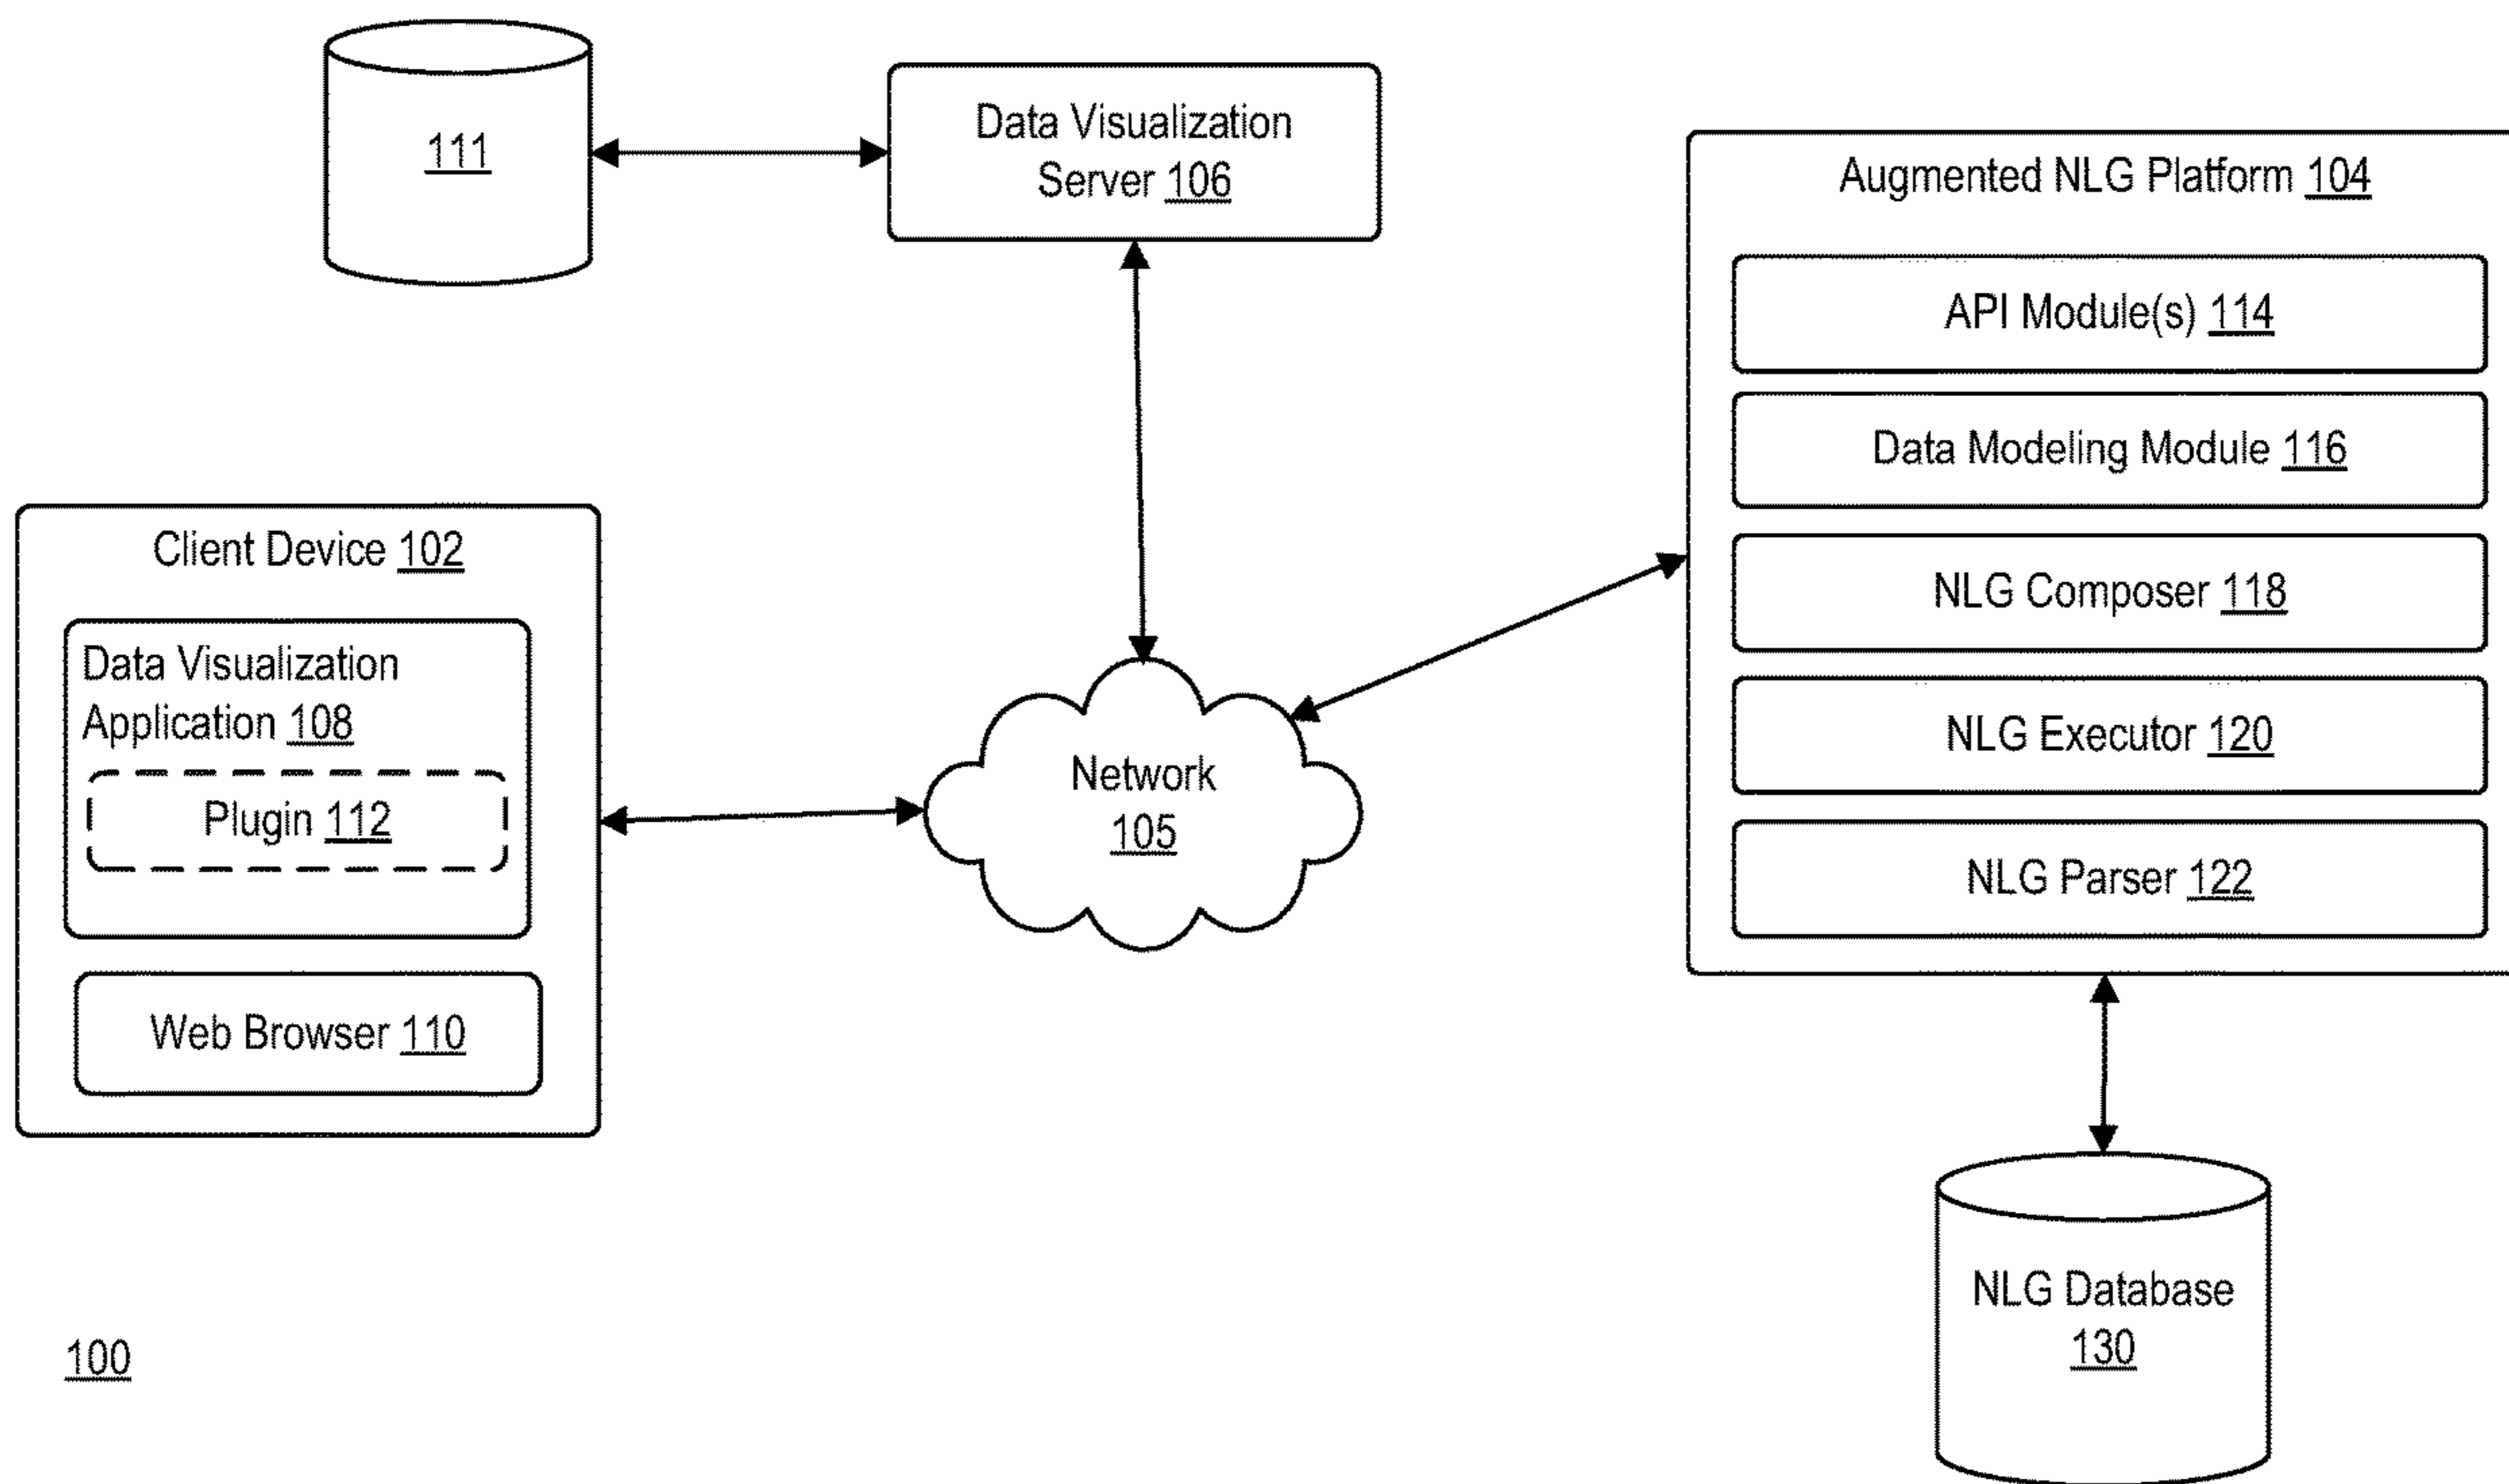 111
Data Visualization
Server 106
Augmented NLG Platform 104
API Module(s) 114
Data Modeling Module 116
NLG Composer 118
NLG Executor 120
NLG Parser 122
Client Device 102
Data Visualization
Application 108
Plugin 112
Web Browser 110
Network
105
NLG Database
130
100